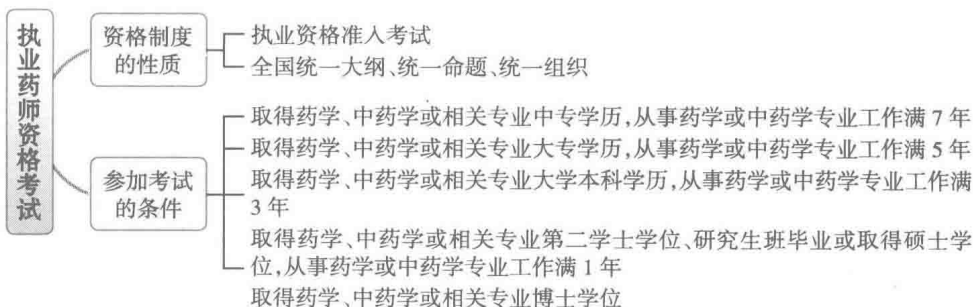 执业药师资格考试
资格制度
的性质
执业资格准入考试
全国统一大纲、统一命题、统一组织
参加考试
的条件
取得药学、中药学或相关专业中专学历,从事药学或中药学专业工作满 7 年
取得药学、中药学或相关专业大专学历,从事药学或中药学专业工作满 5 年
取得药学、中药学或相关专业大学本科学历,从事药学或中药学专业工作满
3 年
取得药学、中药学或相关专业第二学士学位、研究生班毕业或取得硕士学
位,从事药学或中药学专业工作满 1 年
取得药学、中药学或相关专业博士学位